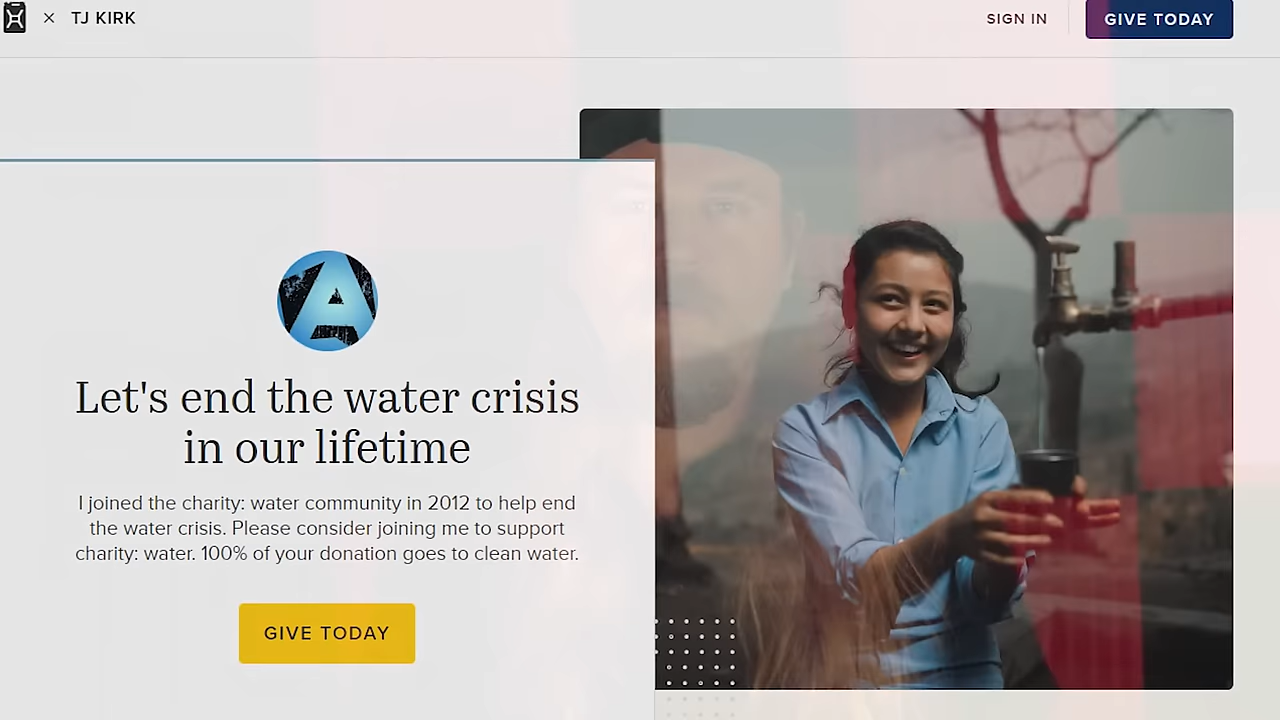 × TJ KIRK
SIGN IN
GIVE TODAY
A
Let's end the water crisis
in our lifetime
I joined the charity: water community in 2012 to help end
the water crisis. Please consider joining me to support
charity: water. 100% of your donation goes to clean water.
GIVE TODAY